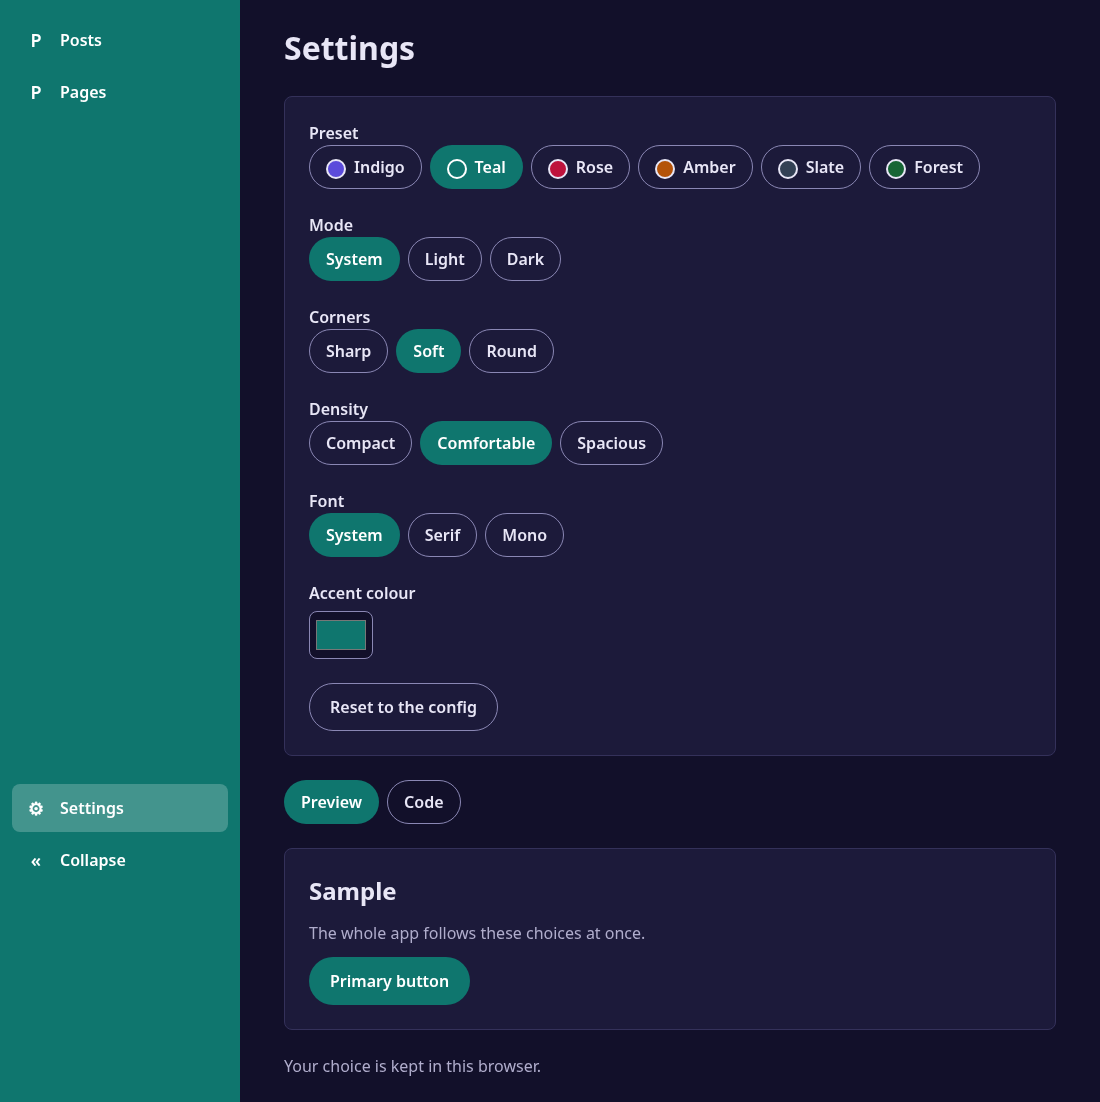 P Posts
P Pages
⚙ Settings
« Collapse
Settings
Preset
Indigo Teal Rose Amber Slate Forest
Mode
System Light Dark
Corners
Sharp Soft Round
Density
Compact Comfortable Spacious
Font
System Serif Mono
Accent colour
Reset to the config
Preview Code
Sample
The whole app follows these choices at once.
Primary button
Your choice is kept in this browser.